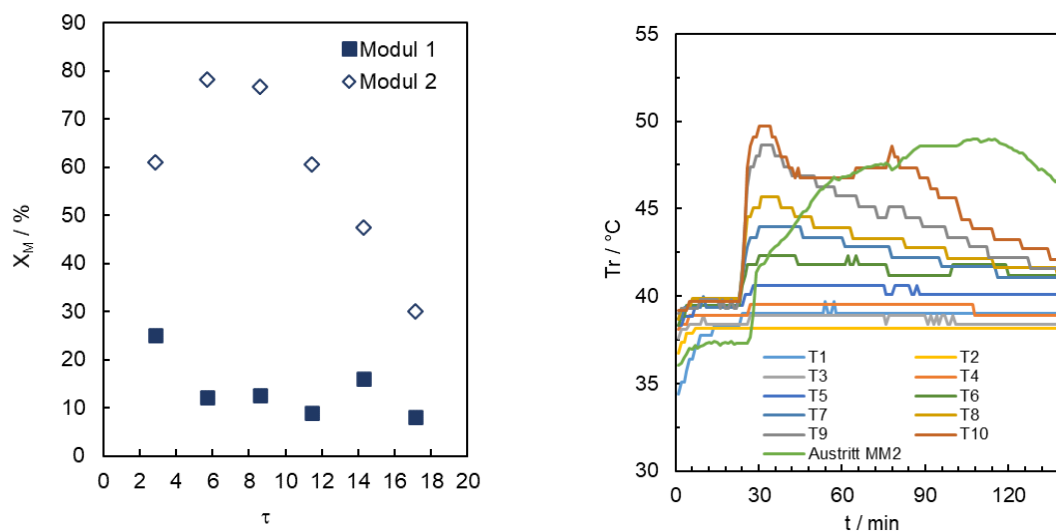 90
80
70
60
50
40
30
20
10
0
X_M / %
Modul 1
Modul 2
0 2 4 6 8 10 12 14 16 18 20
τ
55
50
45
40
35
30
Tr / °C
T1 T2
T3 T4
T5 T6
T7 T8
T9 T10
Austritt MM2
0 30 60 90 120
t / min